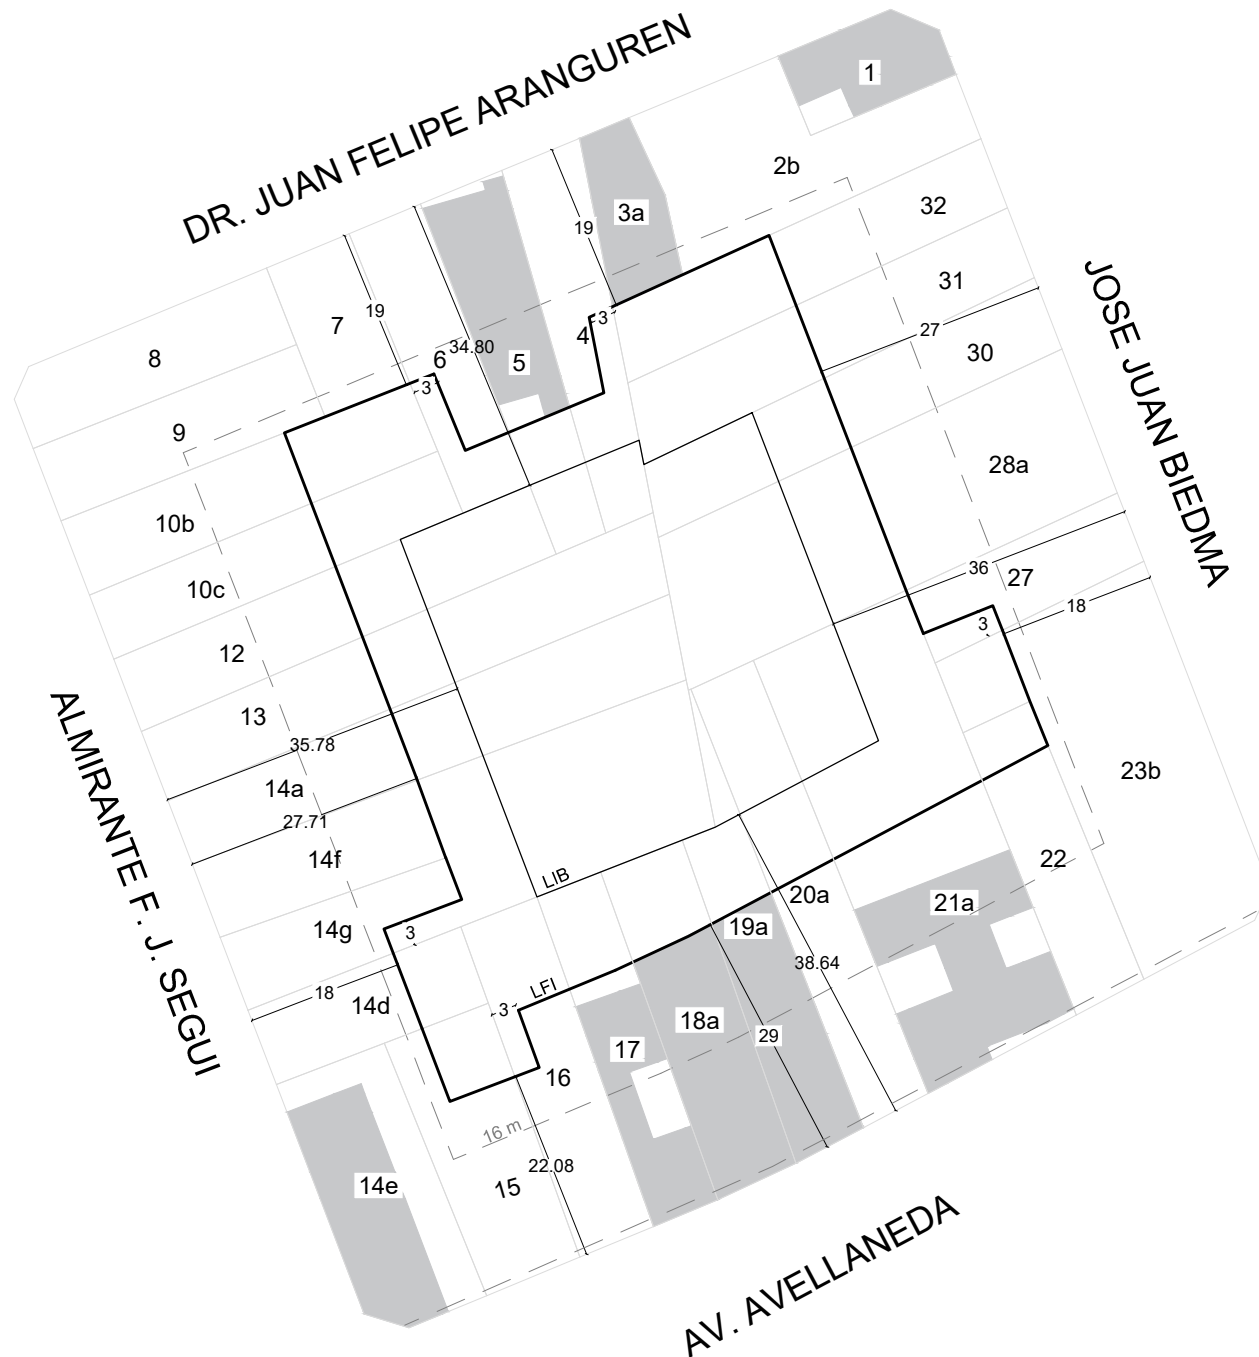 DR. JUAN FELIPE ARANGUREN
JOSE JUAN BIEDMA
ALMIRANTE F. J. SEGUI
AV. AVELLANEDA
1
2b
3a
19
32
31
27
30
4
3
5
34.80
6
3
7
19
8
9
10b
10c
12
13
35.78
14a
27.71
14f
14g
3
18
14d
28a
36
27
18
3
23b
22
21a
20a
19a
38.64
LIB
LFI
3
18a
29
17
16
16 m
22.08
15
14e